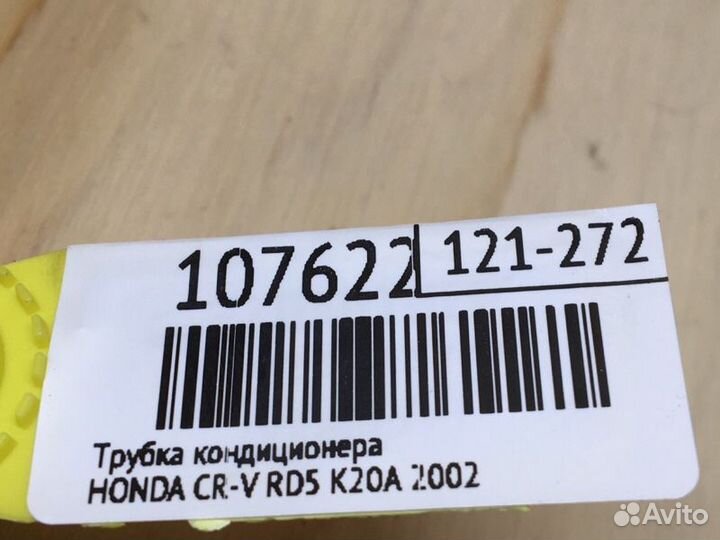 107622 121-272
Трубка кондиционера
HONDA CR-V RD5 K20A 2002
Avito